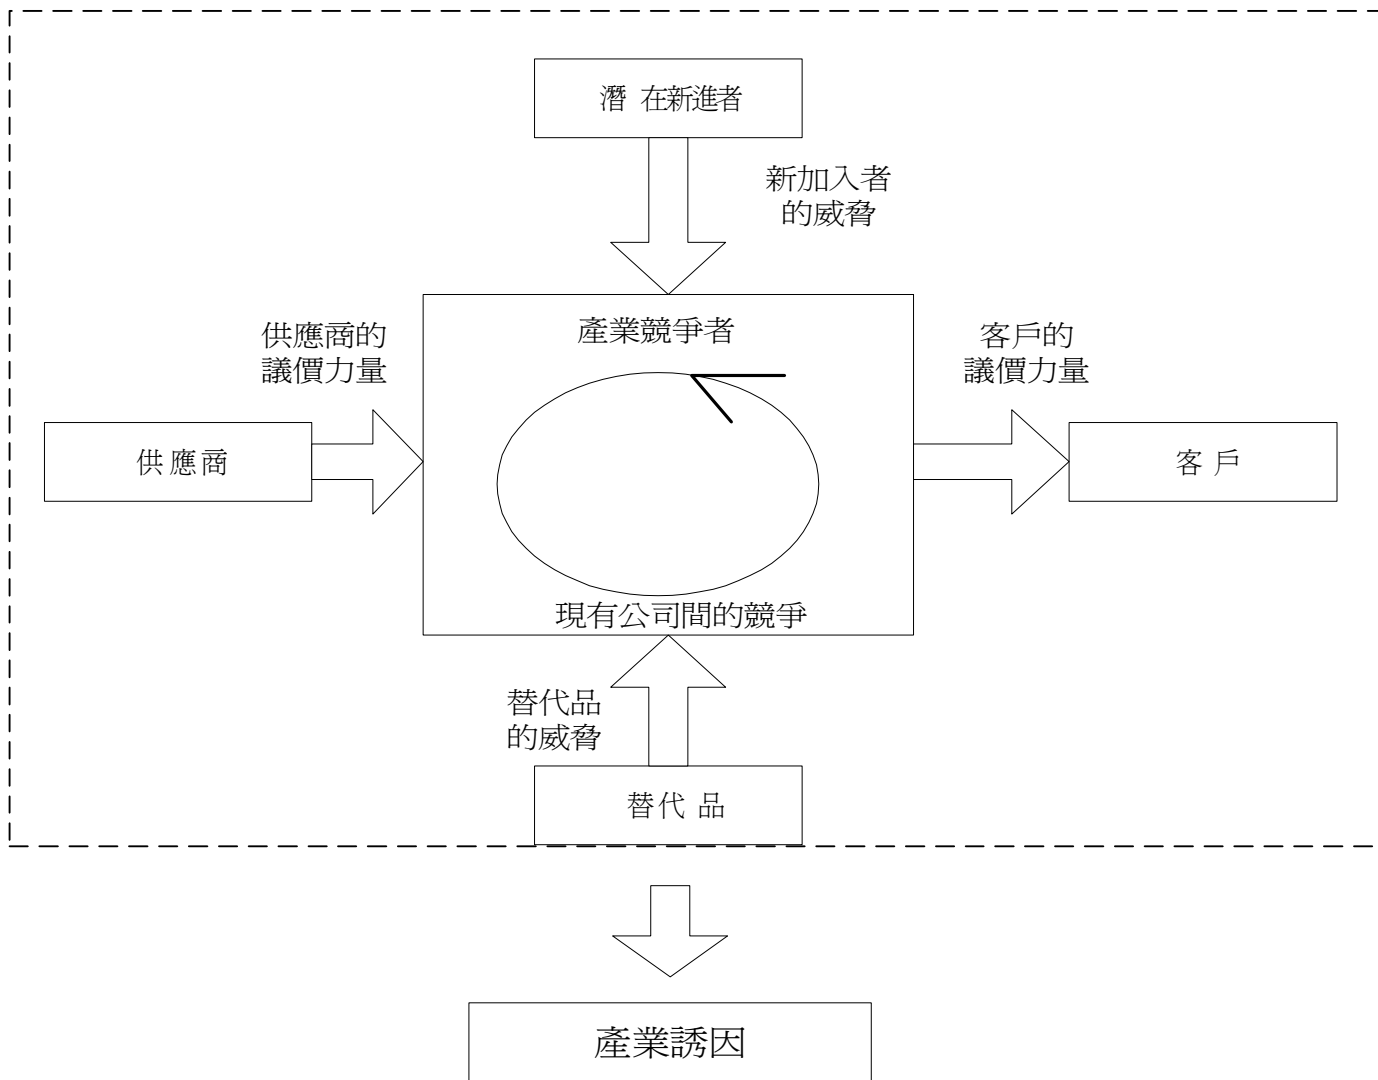 潛 在新進者
新加入者
的威脅
產業競爭者
供應商的
議價力量
客戶的
議價力量
供應商
客戶
現有公司間的競爭
替代品
的威脅
替代 品
產業誘因